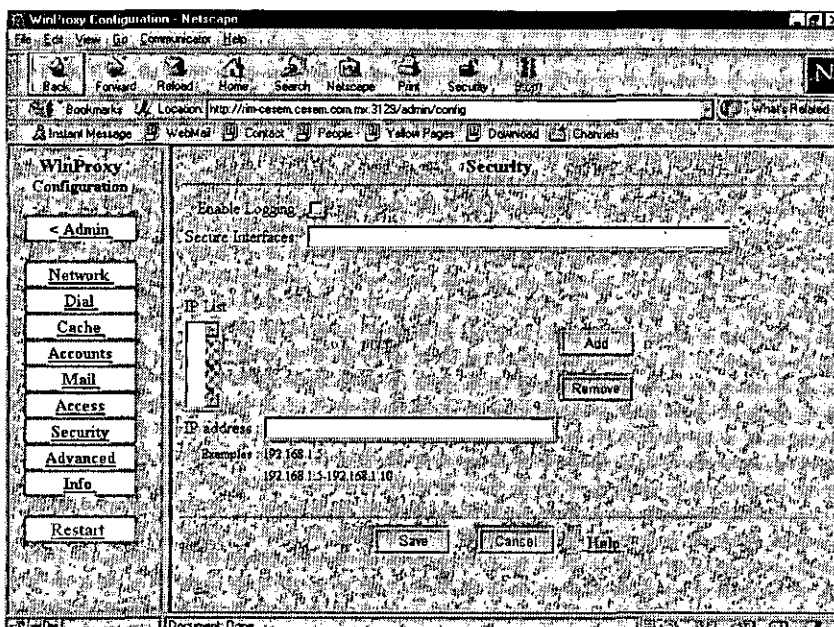 WinProxy Configuration - Netscape
File Edit View Go Communicator Help
Back Forward Reload Home Search Netscape Print Security Stop
Bookmarks Location: http://rim-cesem.cesem.com.mx:3128/admin/config What's Related
Instant Message WebMail Contact People Yellow Pages Download Channels
WinProxy
Configuration
< Admin
Network
Dial
Cache
Accounts
Mail
Access
Security
Advanced
Info
Restart
Security
Enable Logging
Secure Interfaces:
IP List
Add
Remove
IP address:
Examples: 192.168.1.5
192.168.1.5-192.168.1.10
Save Cancel Help
Document: Done